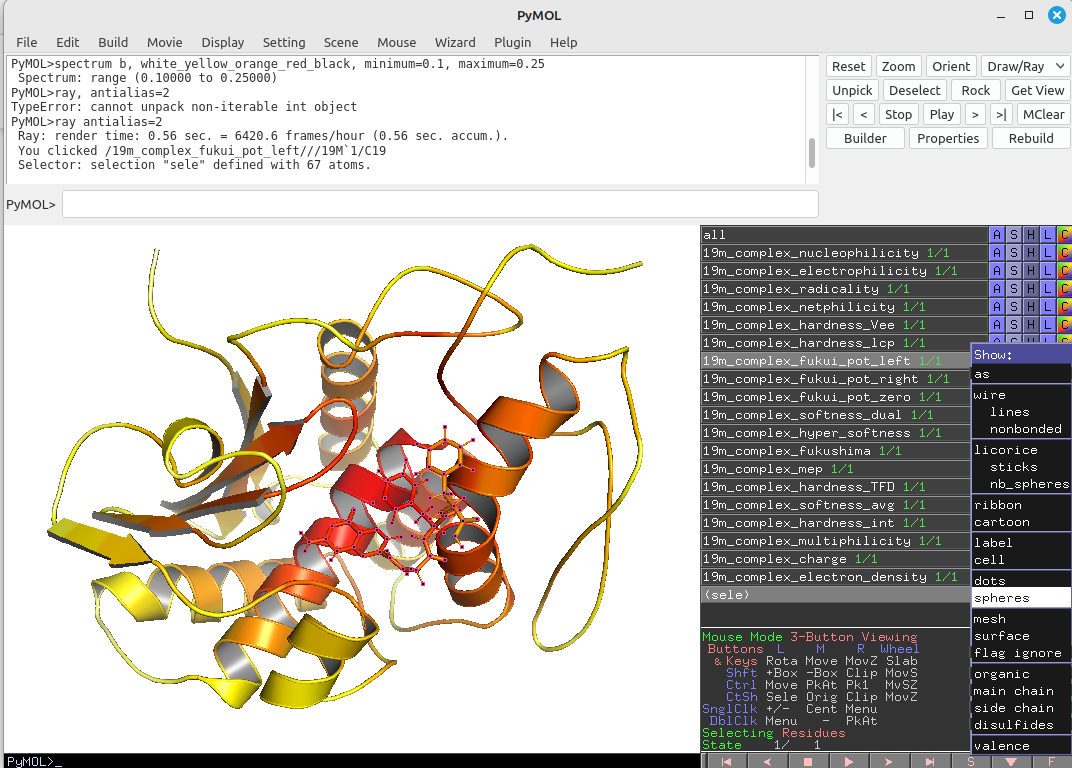 PyMOL
File Edit Build Movie Display Setting Scene Mouse Wizard Plugin Help
PyMOL>spectrum b, white_yellow_orange_red_black, minimum=0.1, maximum=0.25
Spectrum: range (0.10000 to 0.25000)
PyMOL>ray, antialias=2
TypeError: cannot unpack non-iterable int object
PyMOL>ray antialias=2
Ray: render time: 0.56 sec. = 6420.6 frames/hour (0.56 sec. accum.).
You clicked /19m_complex_fukui_pot_left///19M`1/C19
Selector: selection "sele" defined with 67 atoms.
PyMOL>
Reset Zoom Orient Draw/Ray
Unpick Deselect Rock Get View
|< < Stop Play > >| MClear
Builder Properties Rebuild
all A S H L C
19m_complex_nucleophilicity 1/1 A S H L C
19m_complex_electrophilicity 1/1 A S H L C
19m_complex_radicality 1/1 A S H L C
19m_complex_netphilicity 1/1 A S H L C
19m_complex_hardness_Vee 1/1 A S H L C
19m_complex_hardness_lcp 1/1 A S H L C
19m_complex_fukui_pot_left 1/1
19m_complex_fukui_pot_right 1/1
19m_complex_fukui_pot_zero 1/1
19m_complex_softness_dual 1/1
19m_complex_hyper_softness 1/1
19m_complex_fukushima 1/1
19m_complex_mep 1/1
19m_complex_hardness_TFD 1/1
19m_complex_softness_avg 1/1
19m_complex_hardness_int 1/1
19m_complex_multiphilicity 1/1
19m_complex_charge 1/1
19m_complex_electron_density 1/1
(sele)
Show:
as
wire
lines
nonbonded
licorice
sticks
nb_spheres
ribbon
cartoon
label
cell
dots
spheres
mesh
surface
flag ignore
organic
main chain
side chain
disulfides
valence
Mouse Mode 3-Button Viewing
Buttons L M R Wheel
& Keys Rota Move MovZ Slab
Shft +Box -Box Clip MovS
Ctrl Move PkAt Pk1 MvSZ
CtSh Sele Orig Clip MovZ
SnglClk +/- Cent Menu
DblClk Menu - PkAt
Selecting Residues
State 1/ 1
S F
PyMOL>_